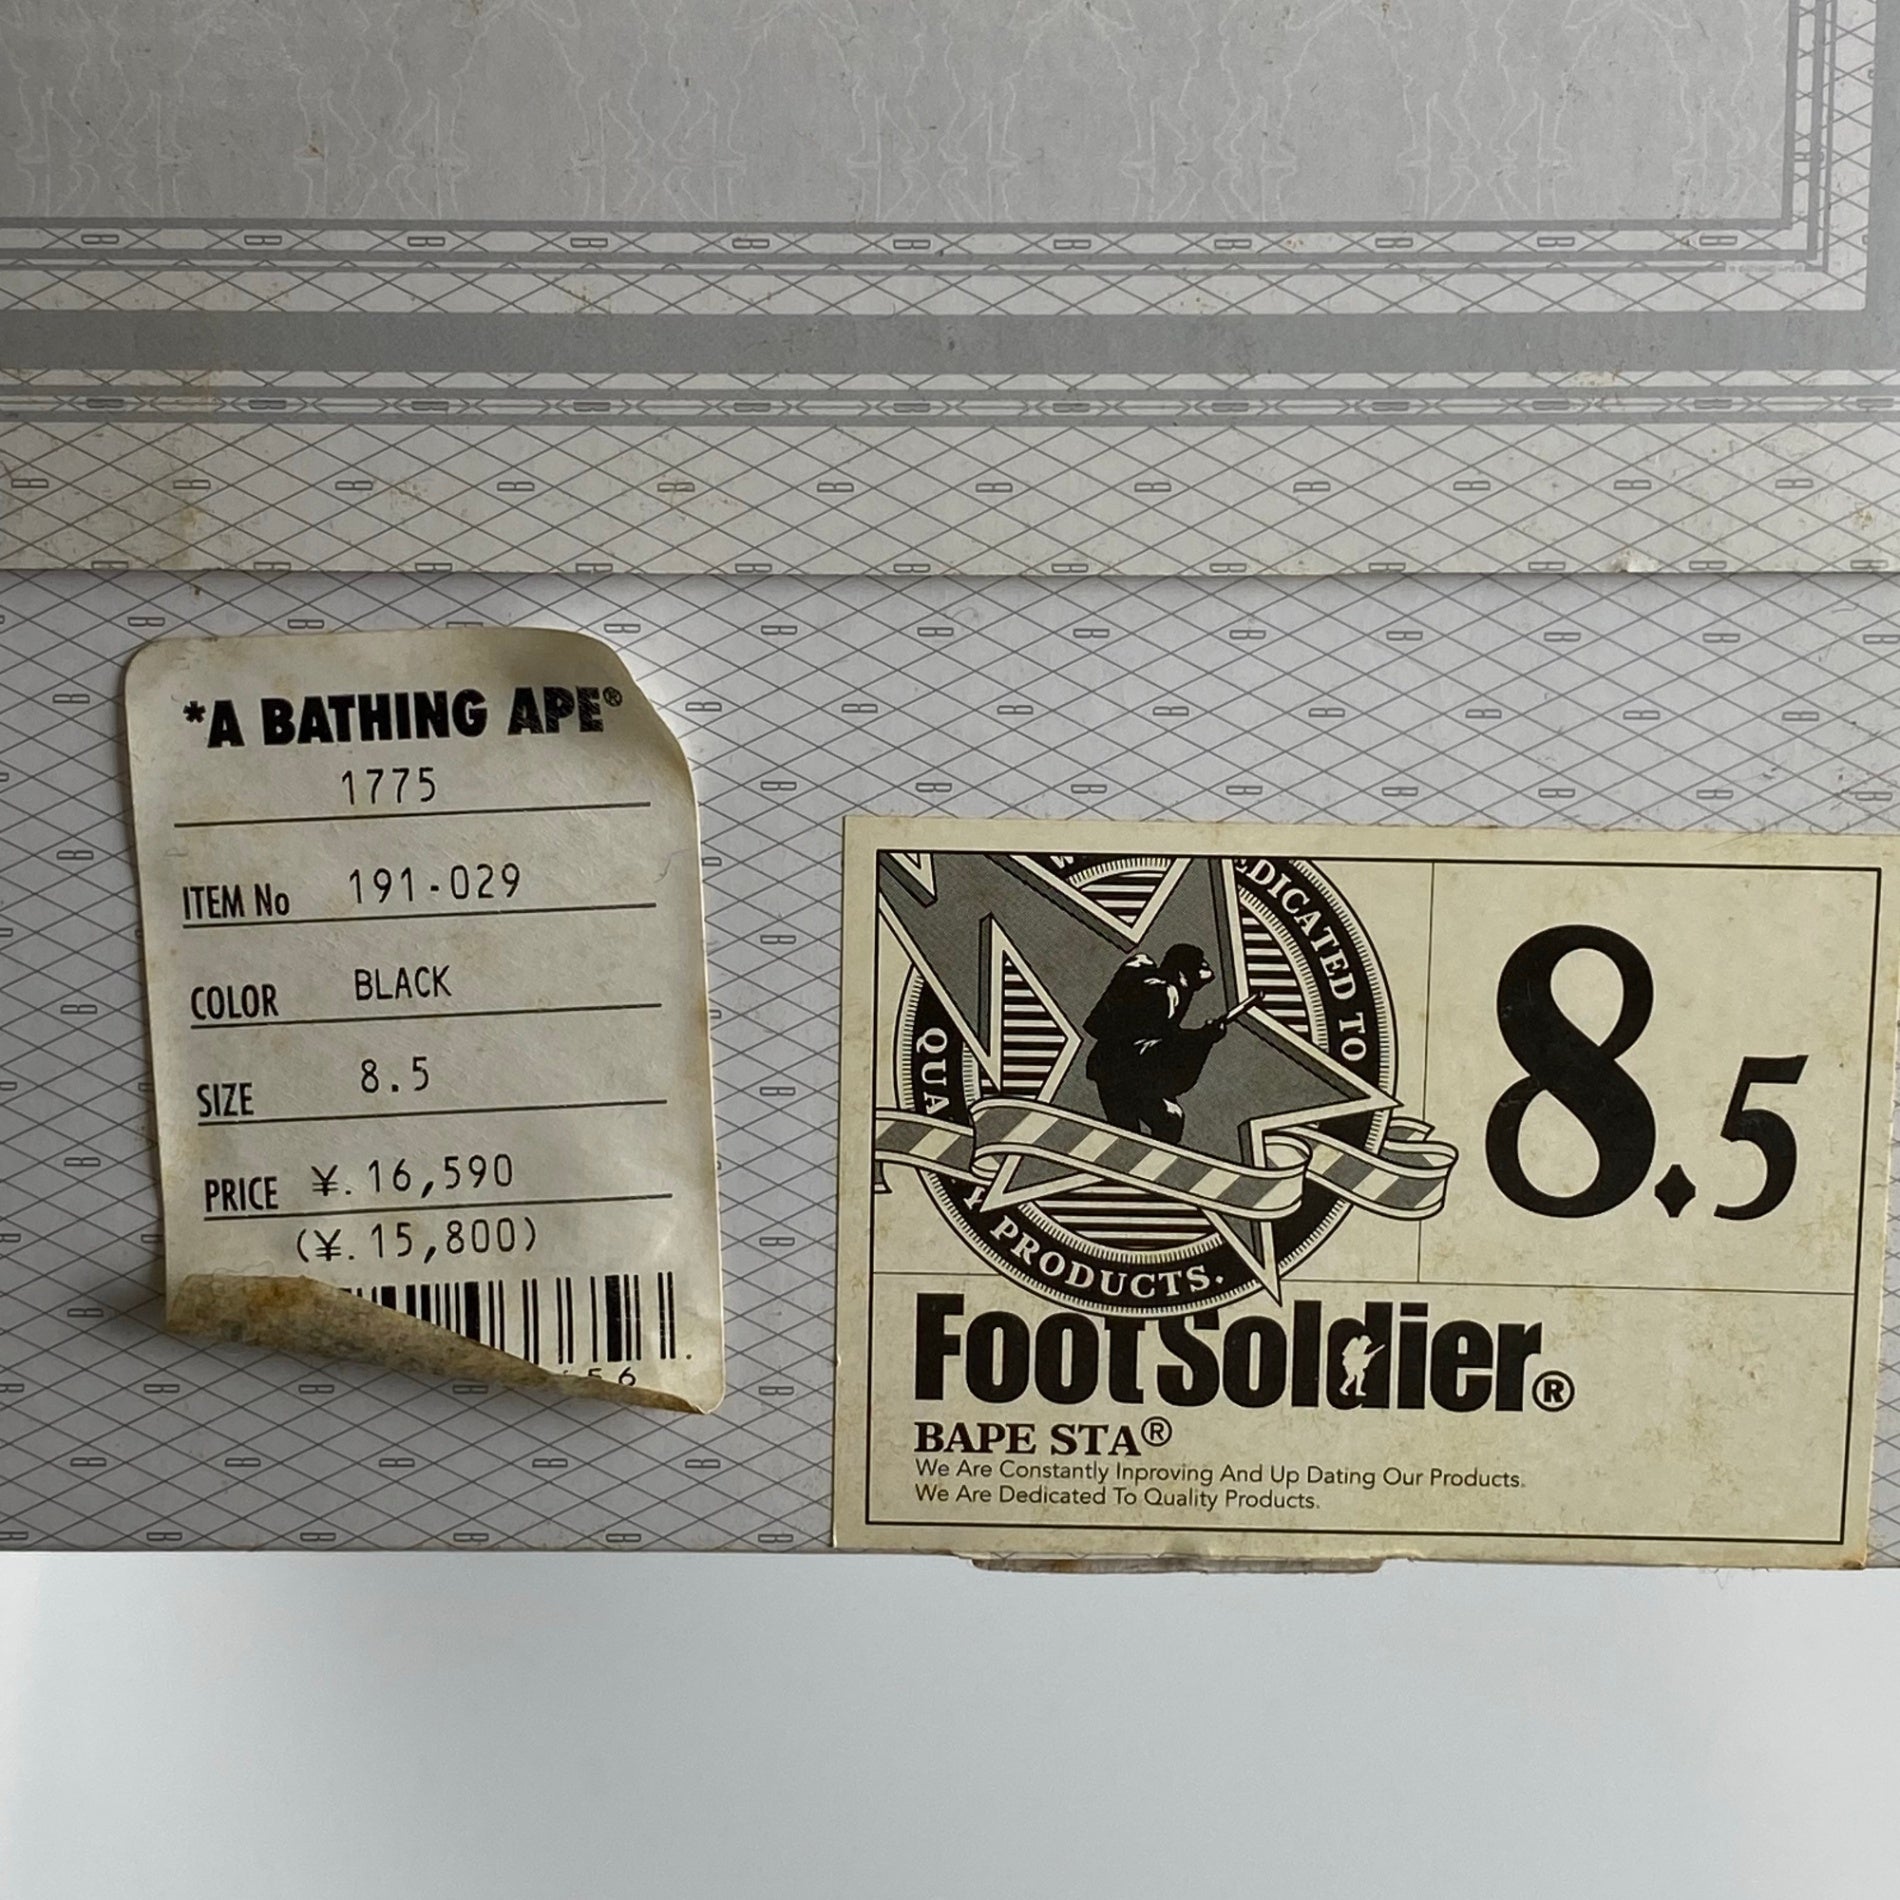 *A BATHING APE®
1775
ITEM No 191-029
COLOR BLACK
SIZE 8.5
PRICE ¥. 16,590
(¥. 15,800)
56
DEDICATED TO
QUA
Y PRODUCTS.
8.5
FootSoldier®
BAPE STA®
We Are Constantly Inproving And Up Dating Our Products.
We Are Dedicated To Quality Products.